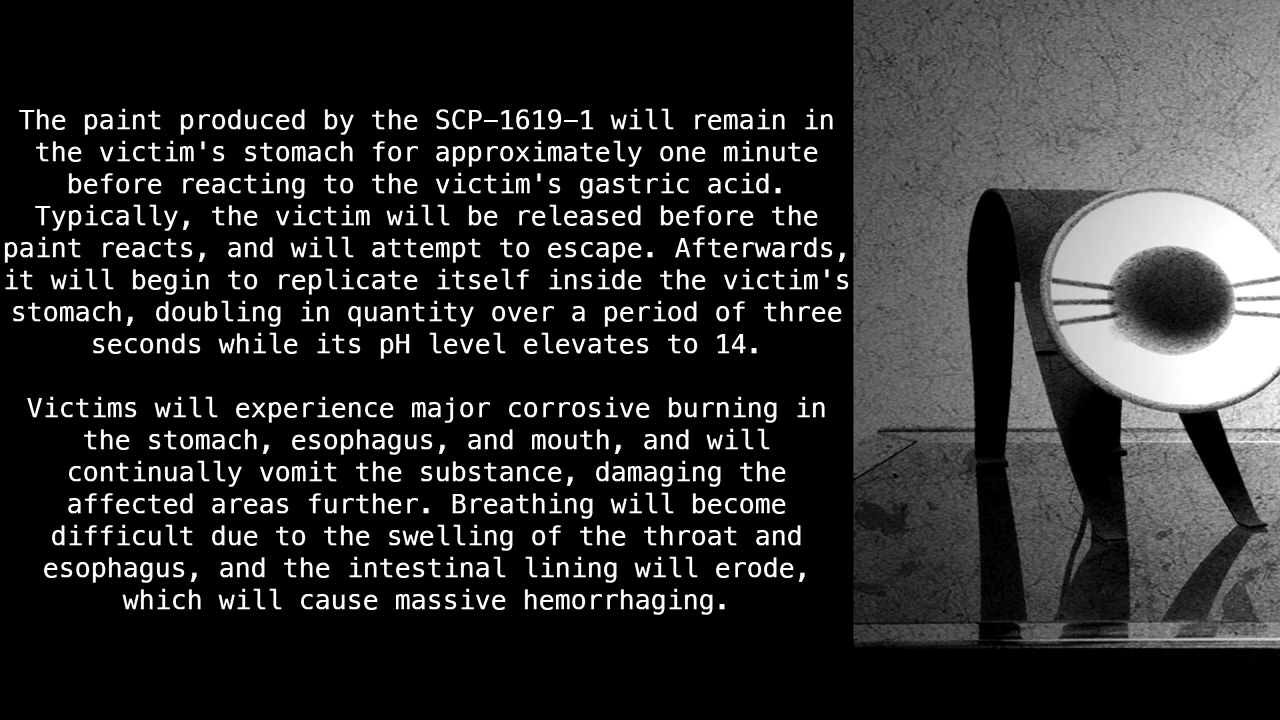 The paint produced by the SCP–1619–1 will remain in
the victim's stomach for approximately one minute
before reacting to the victim's gastric acid.
Typically, the victim will be released before the
paint reacts, and will attempt to escape. Afterwards,
it will begin to replicate itself inside the victim's
stomach, doubling in quantity over a period of three
seconds while its pH level elevates to 14.
Victims will experience major corrosive burning in
the stomach, esophagus, and mouth, and will
continually vomit the substance, damaging the
affected areas further. Breathing will become
difficult due to the swelling of the throat and
esophagus, and the intestinal lining will erode,
which will cause massive hemorrhaging.